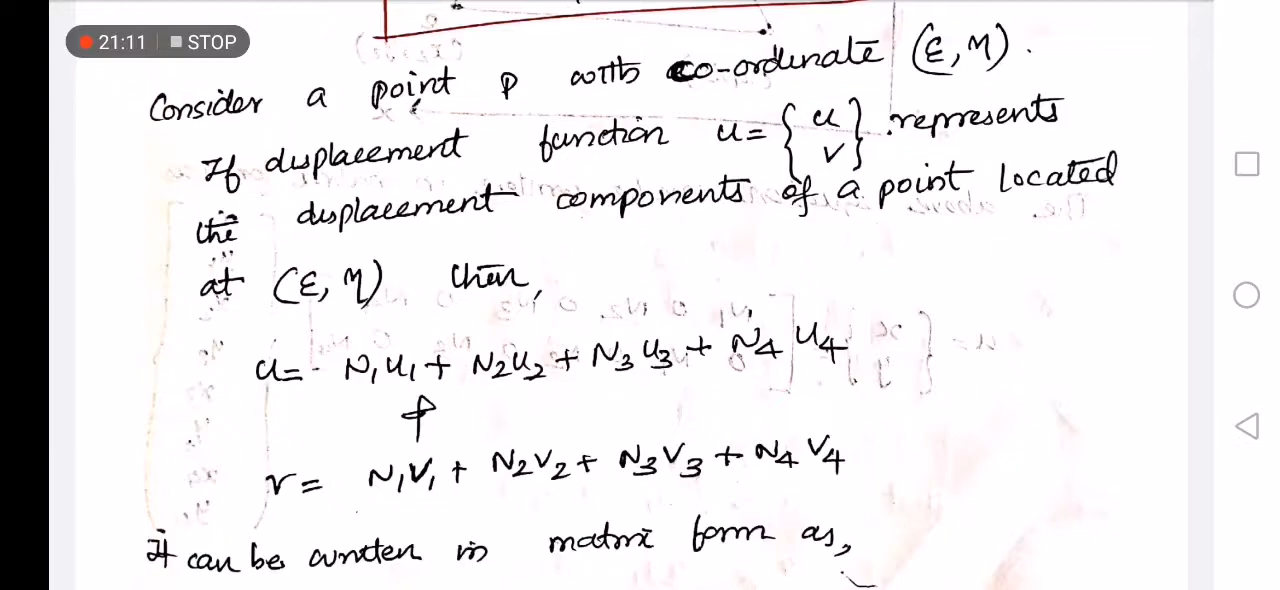 21:11 STOP
Consider a point P with co-ordinate (ε, η).
If displacement function u = { u
v } represents
the displacement components of a point located
at (ε, η) then,
u = N₁u₁ + N₂u₂ + N₃u₃ + N₄u₄
v = N₁V₁ + N₂V₂ + N₃V₃ + N₄V₄
It can be written in matrix form as,